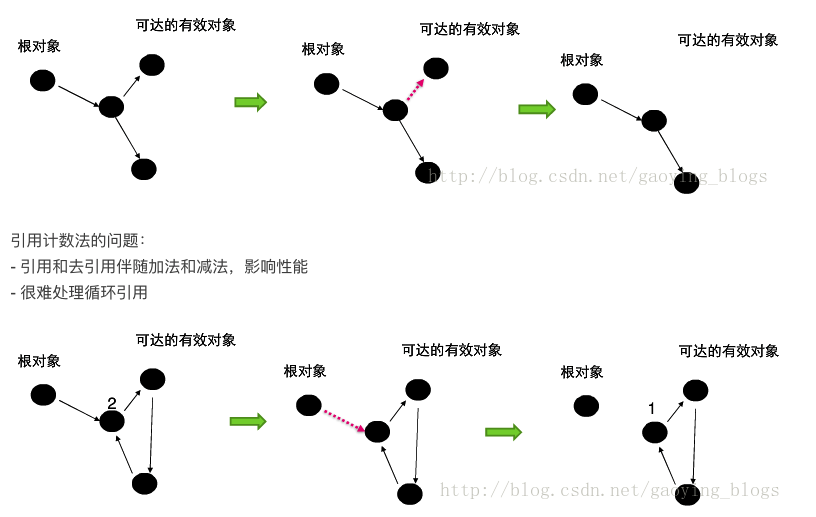 可达的有效对象
根对象
可达的有效对象
根对象
可达的有效对象
根对象
http://blog.csdn.net/gaoying_blogs
引用计数法的问题：
- 引用和去引用伴随加法和减法，影响性能
- 很难处理循环引用
可达的有效对象
根对象
2
可达的有效对象
根对象
可达的有效对象
根对象
1
http://blog.csdn.net/gaoying_blogs